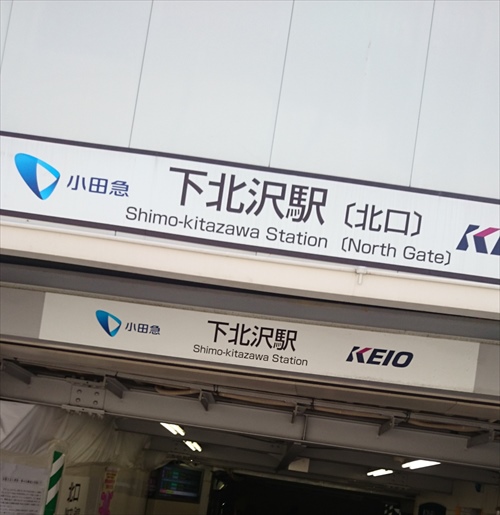 小田急
下北沢駅〔北口〕
Shimo-kitazawa Station〔North Gate〕
小田急
下北沢駅
Shimo-kitazawa Station
KEIO